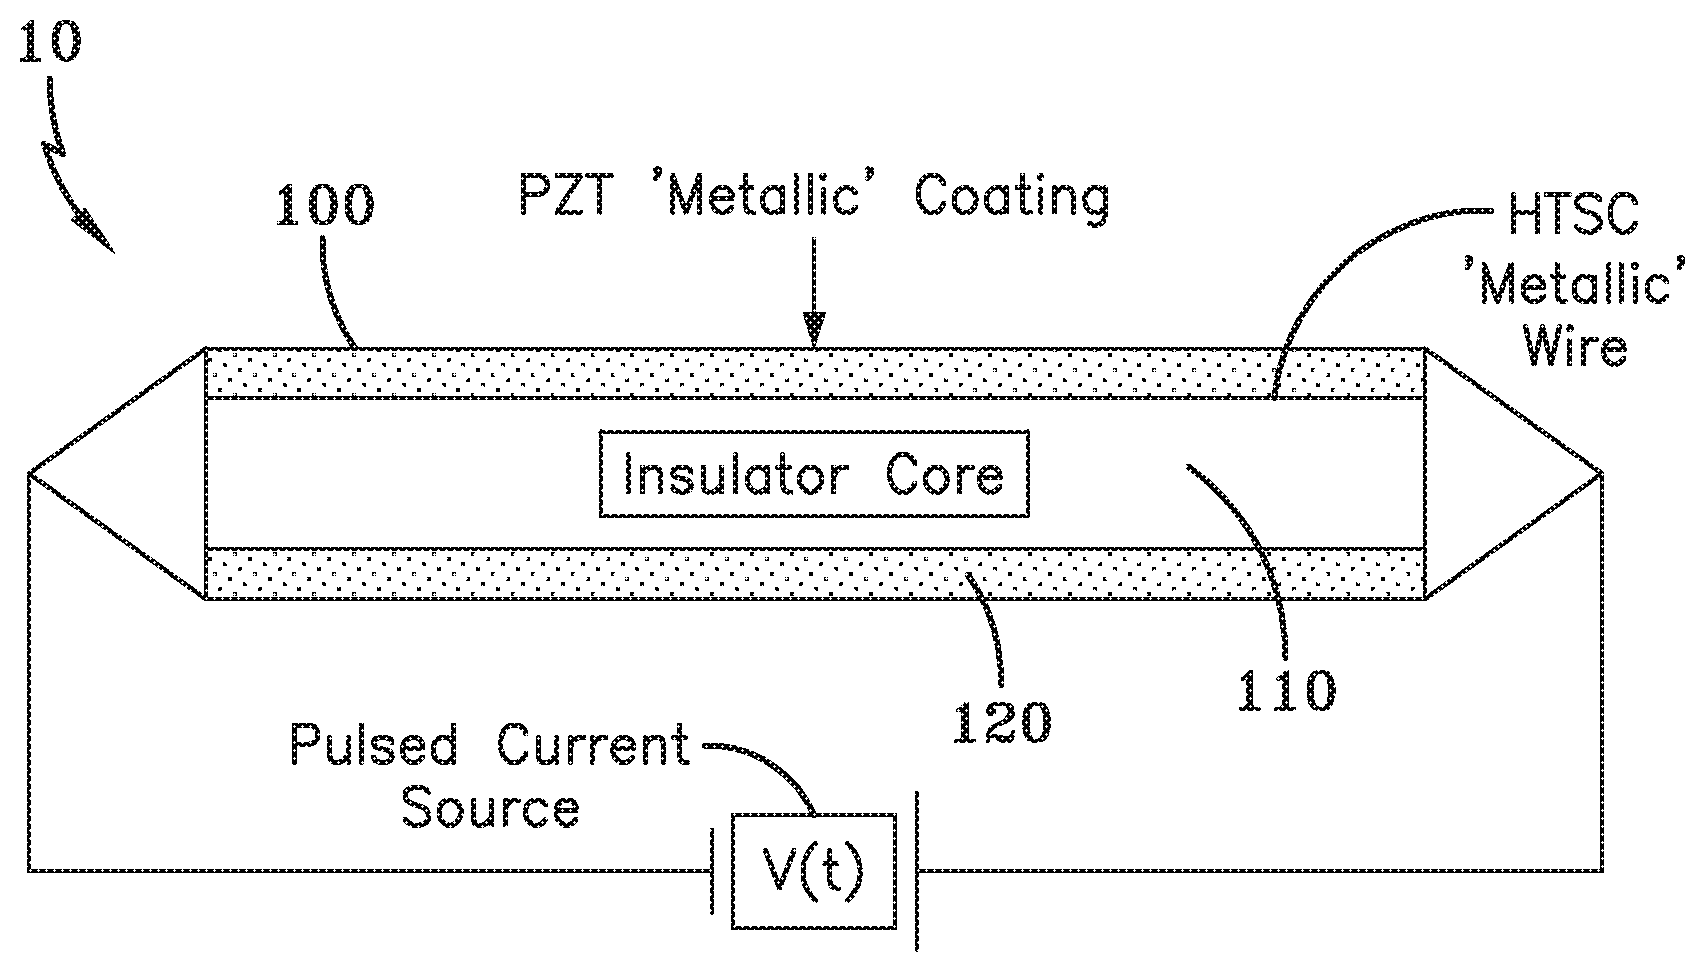 10
100
PZT 'Metallic' Coating
HTSC
'Metallic'
Wire
Insulator Core
110
120
Pulsed Current
Source
V(t)